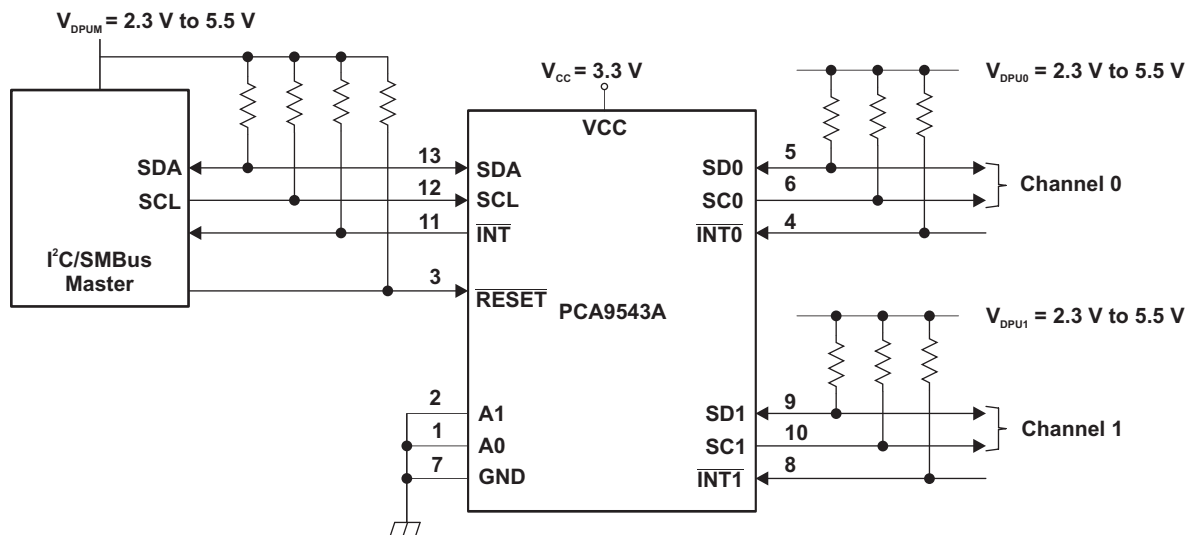 V_DPUM = 2.3 V to 5.5 V
V_CC = 3.3 V
V_DPU0 = 2.3 V to 5.5 V
VCC
SDA
13
SDA
SD0
5
SCL
12
SCL
SC0
6
Channel 0
11
INT
INT0
4
I²C/SMBus
Master
3
RESET
PCA9543A
V_DPU1 = 2.3 V to 5.5 V
2
A1
SD1
9
1
A0
SC1
10
Channel 1
7
GND
INT1
8